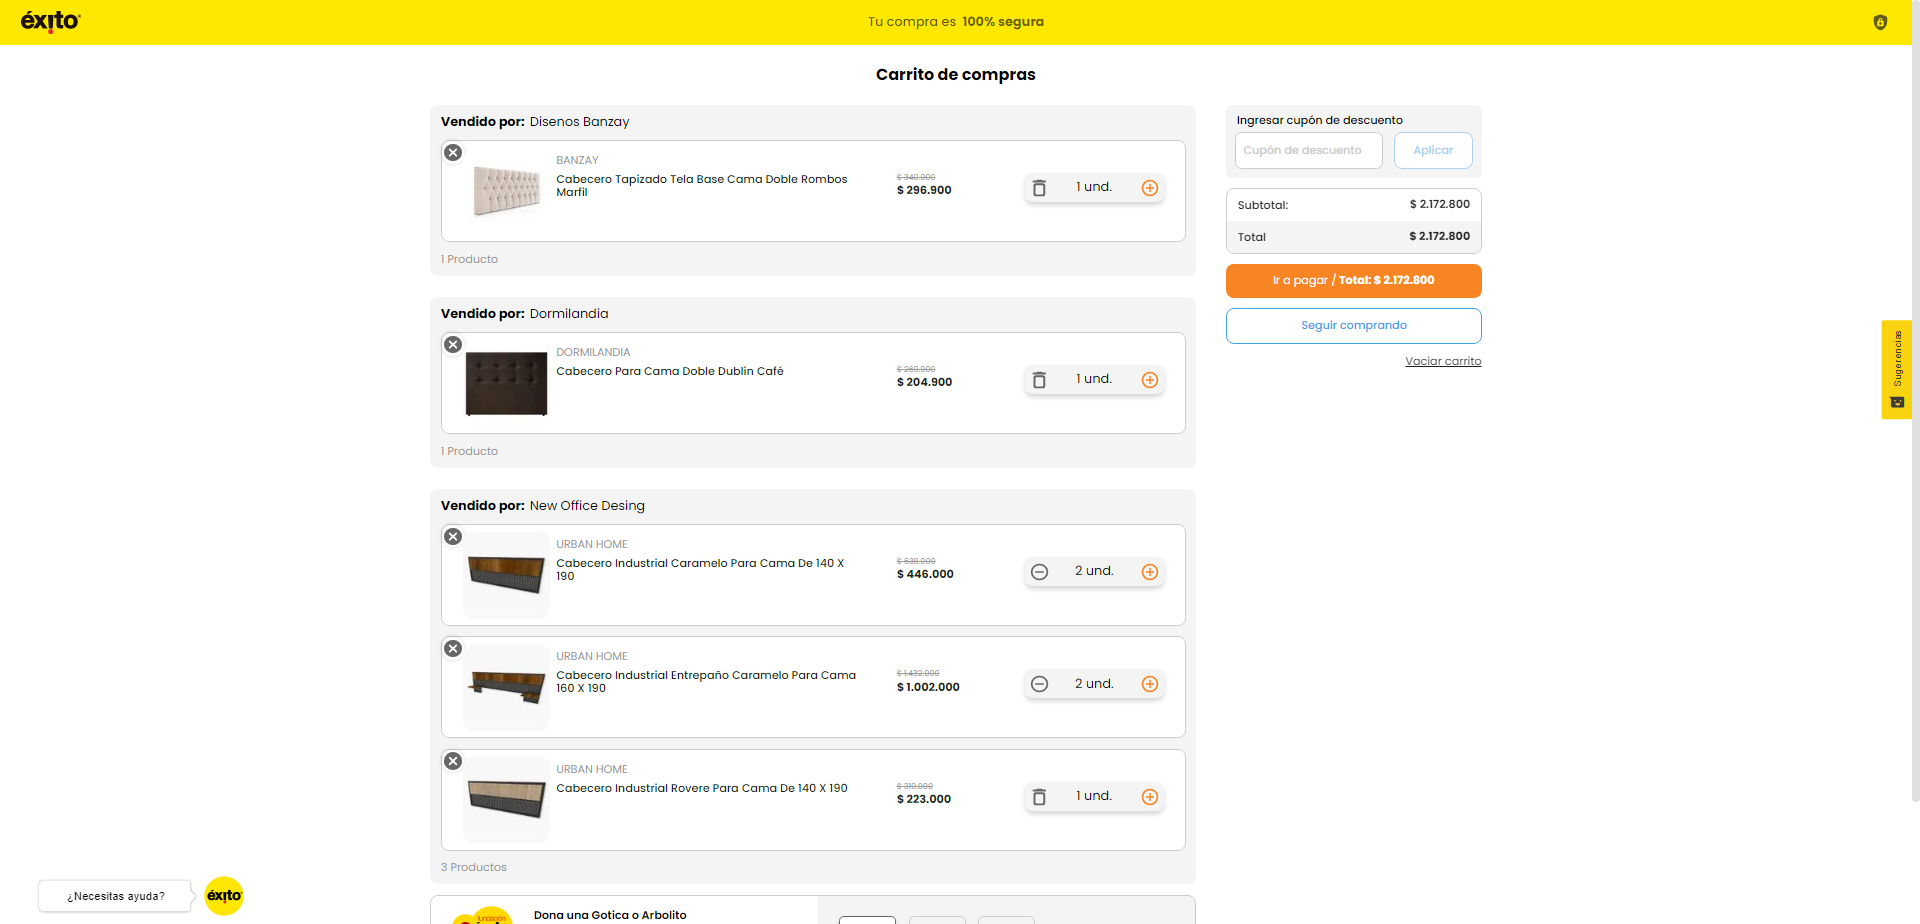 éxito
Tu compra es 100% segura
Carrito de compras
Vendido por: Disenos Banzay
BANZAY
Cabecero Tapizado Tela Base Cama Doble Rombos
Marfil
$ 340.000
$ 296.900
1 und.
1 Producto
Vendido por: Dormilandia
DORMILANDIA
Cabecero Para Cama Doble Dublin Café
$ 204.900
1 und.
1 Producto
Vendido por: New Office Desing
URBAN HOME
Cabecero Industrial Caramelo Para Cama De 140 X
190
$ 638.000
$ 446.000
2 und.
URBAN HOME
Cabecero Industrial Entrepaño Caramelo Para Cama
160 X 190
$ 1.432.000
$ 1.002.000
2 und.
URBAN HOME
Cabecero Industrial Rovere Para Cama De 140 X 190
$ 319.000
$ 223.000
1 und.
3 Productos
Dona una Gotica o Arbolito
fundación
Ingresar cupón de descuento
Cupón de descuento
Aplicar
Subtotal: $ 2.172.800
Total $ 2.172.800
Ir a pagar / Total: $ 2.172.800
Seguir comprando
Vaciar carrito
Sugerencias
¿Necesitas ayuda?
éxito